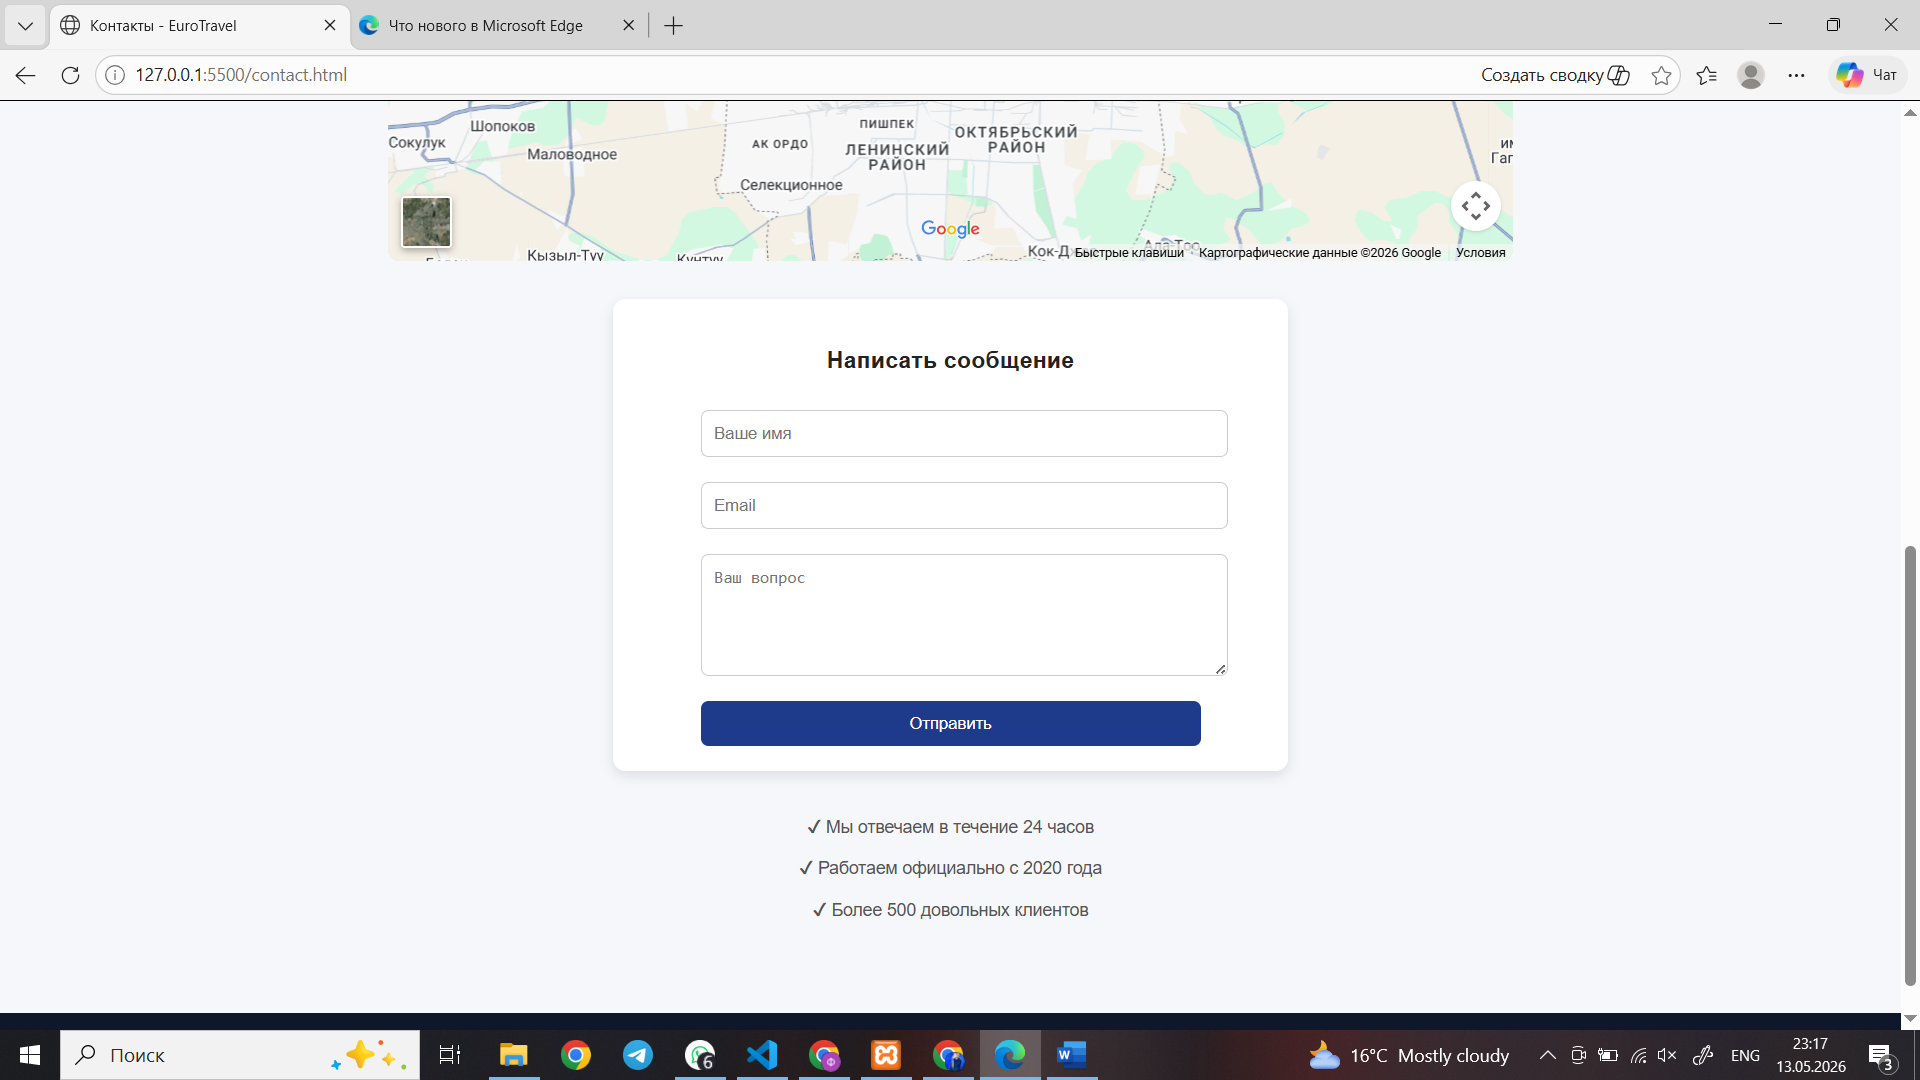 Контакты - EuroTravel
Что нового в Microsoft Edge
127.0.0.1:5500/contact.html
Создать сводку
Чат
Шопоков
Сокулук
Маловодное
ПИШПЕК
АК ОРДО
ЛЕНИНСКИЙ
РАЙОН
ОКТЯБРЬСКИЙ
РАЙОН
Селекционное
Google
Кызыл-Туу
Кунтуу
Быстрые клавиши
Картографические данные ©2026 Google
Условия
Написать сообщение
Ваше имя
Email
Ваш вопрос
Отправить
✓ Мы отвечаем в течение 24 часов
✓ Работаем официально с 2020 года
✓ Более 500 довольных клиентов
Поиск
6
16°C Mostly cloudy
ENG
23:17
13.05.2026
3